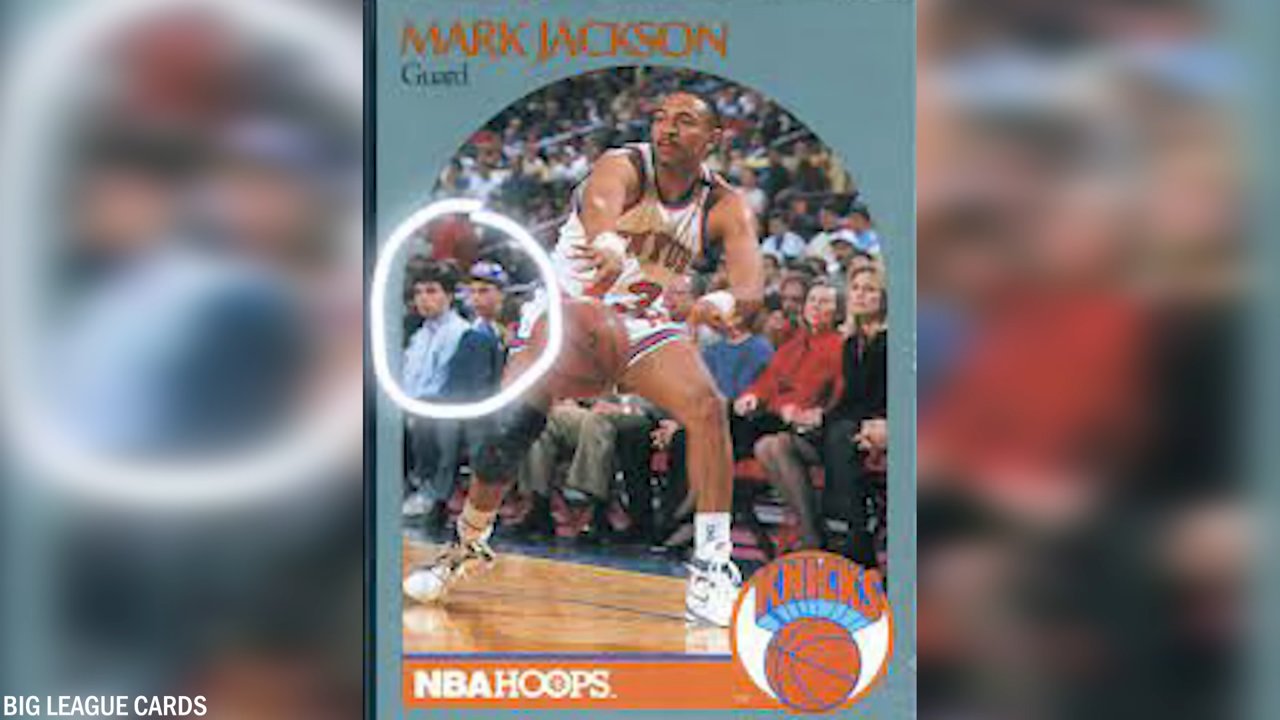 MARK JACKSON
Guard
KNICKS
NBA HOOPS
BIG LEAGUE CARDS